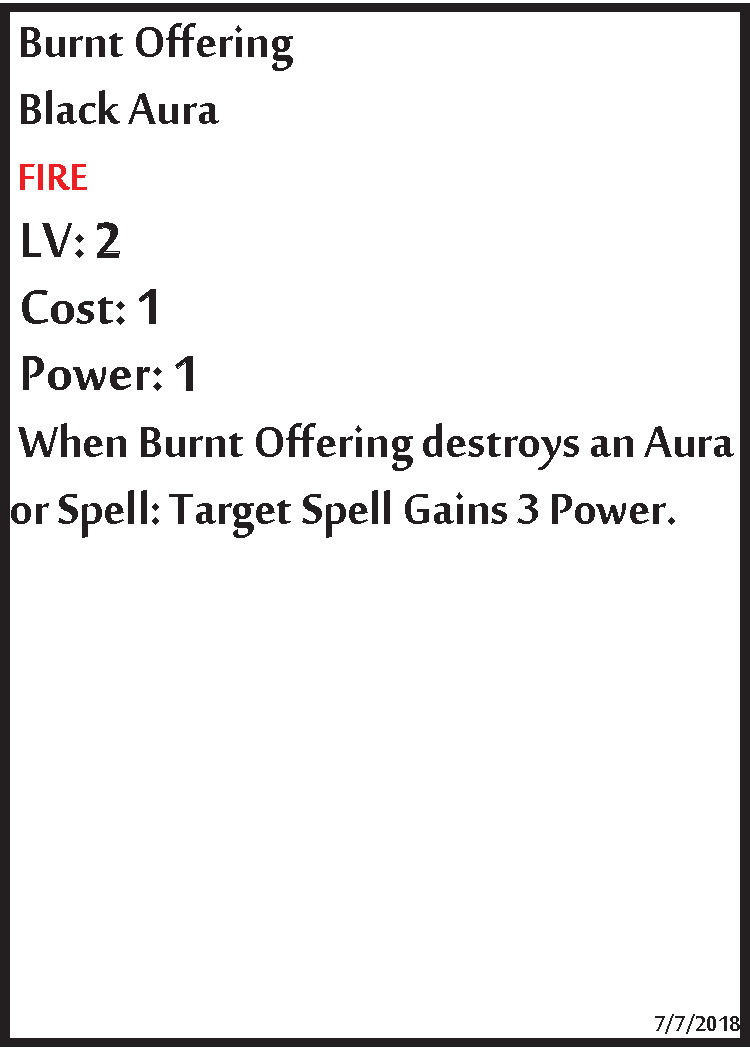 Burnt Offering
Black Aura
FIRE
LV: 2
Cost: 1
Power: 1
When Burnt Offering destroys an Aura
or Spell: Target Spell Gains 3 Power.
7/7/2018